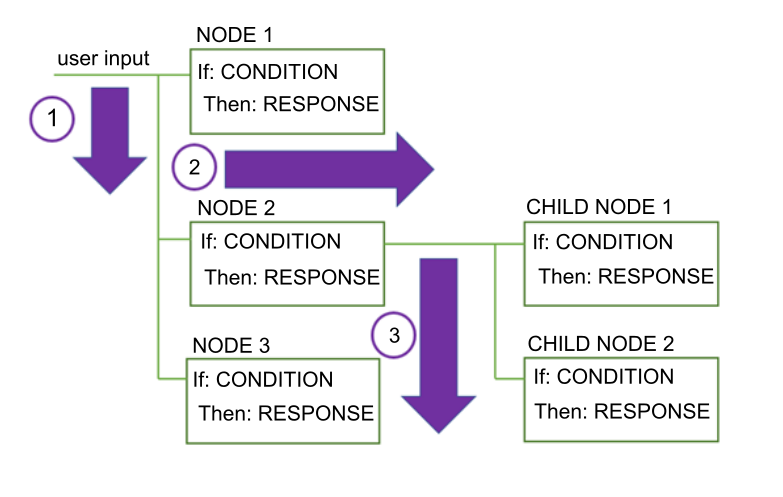 NODE 1
user input
If: CONDITION
Then: RESPONSE
1
2
NODE 2
If: CONDITION
Then: RESPONSE
CHILD NODE 1
If: CONDITION
Then: RESPONSE
3
NODE 3
If: CONDITION
Then: RESPONSE
CHILD NODE 2
If: CONDITION
Then: RESPONSE